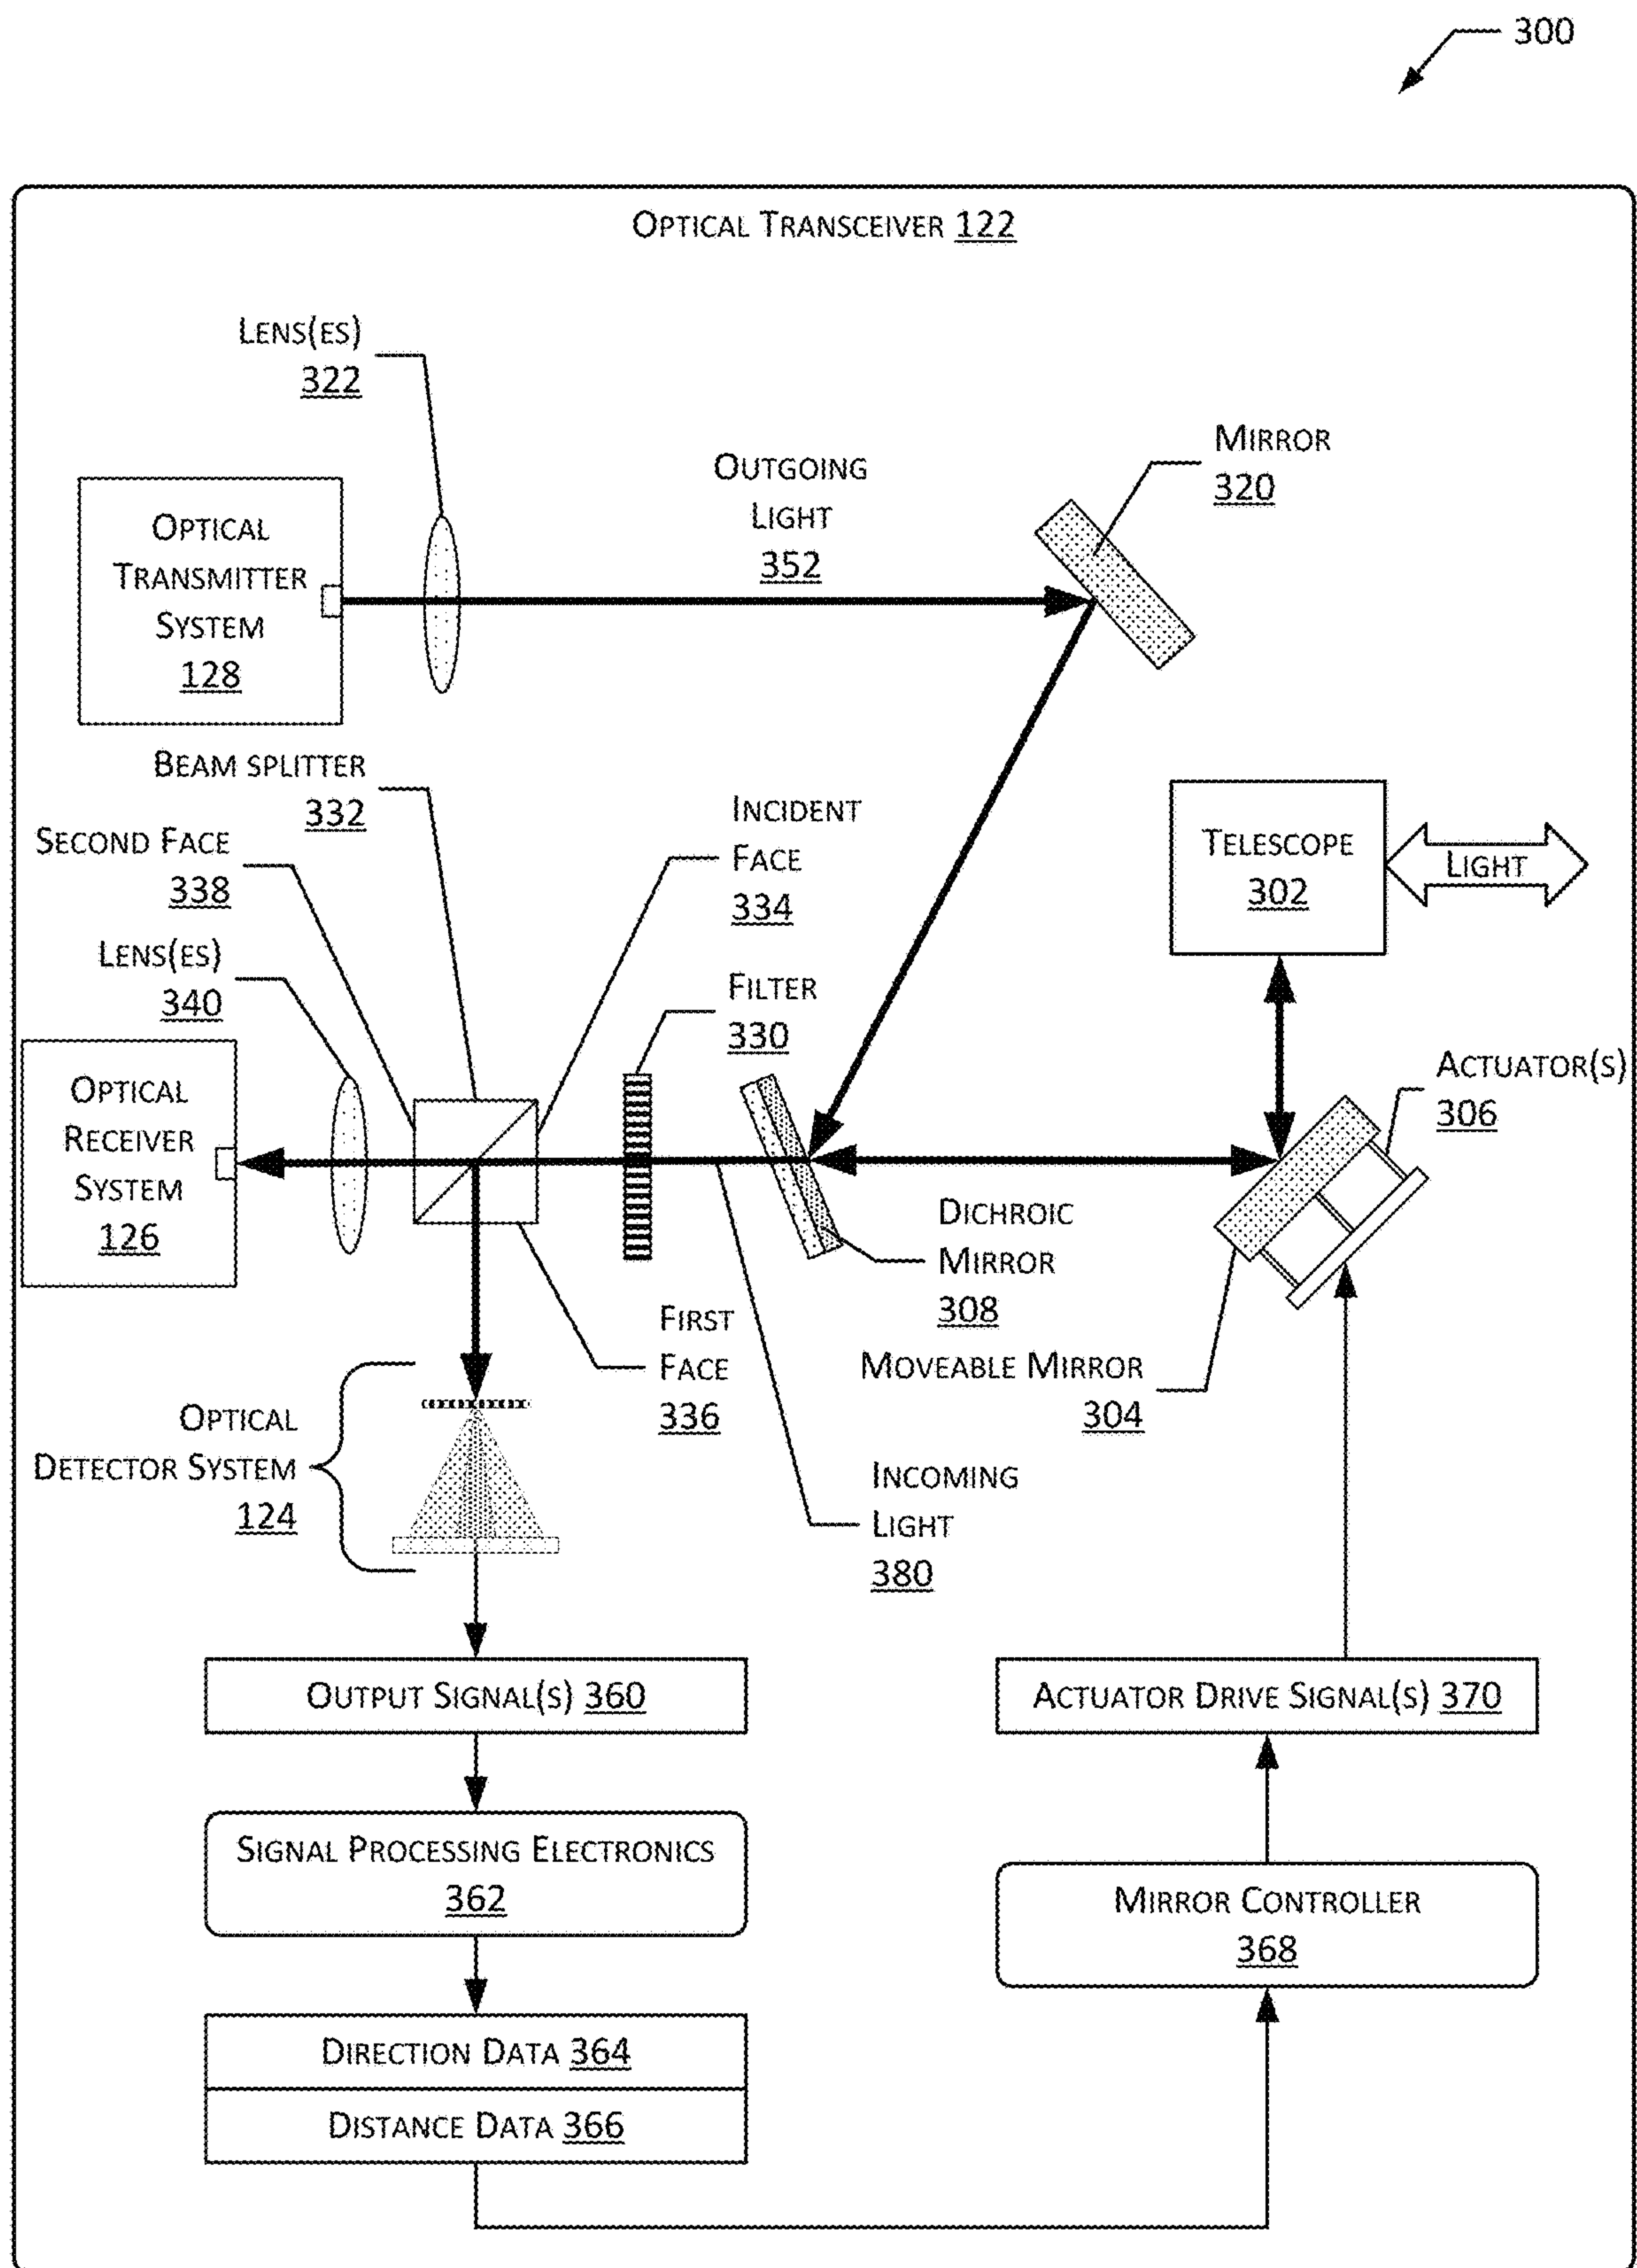 300
OPTICAL TRANSCEIVER 122
LENS(ES)
322
OPTICAL
TRANSMITTER
SYSTEM
128
OUTGOING
LIGHT
352
MIRROR
320
BEAM SPLITTER
332
SECOND FACE
338
LENS(ES)
340
INCIDENT
FACE
334
FILTER
330
TELESCOPE
302
LIGHT
ACTUATOR(S)
306
OPTICAL
RECEIVER
SYSTEM
126
DICHROIC
MIRROR
308
FIRST
FACE
336
MOVEABLE MIRROR
304
OPTICAL
DETECTOR SYSTEM
124
INCOMING
LIGHT
380
OUTPUT SIGNAL(S) 360
ACTUATOR DRIVE SIGNAL(S) 370
SIGNAL PROCESSING ELECTRONICS
362
MIRROR CONTROLLER
368
DIRECTION DATA 364
DISTANCE DATA 366